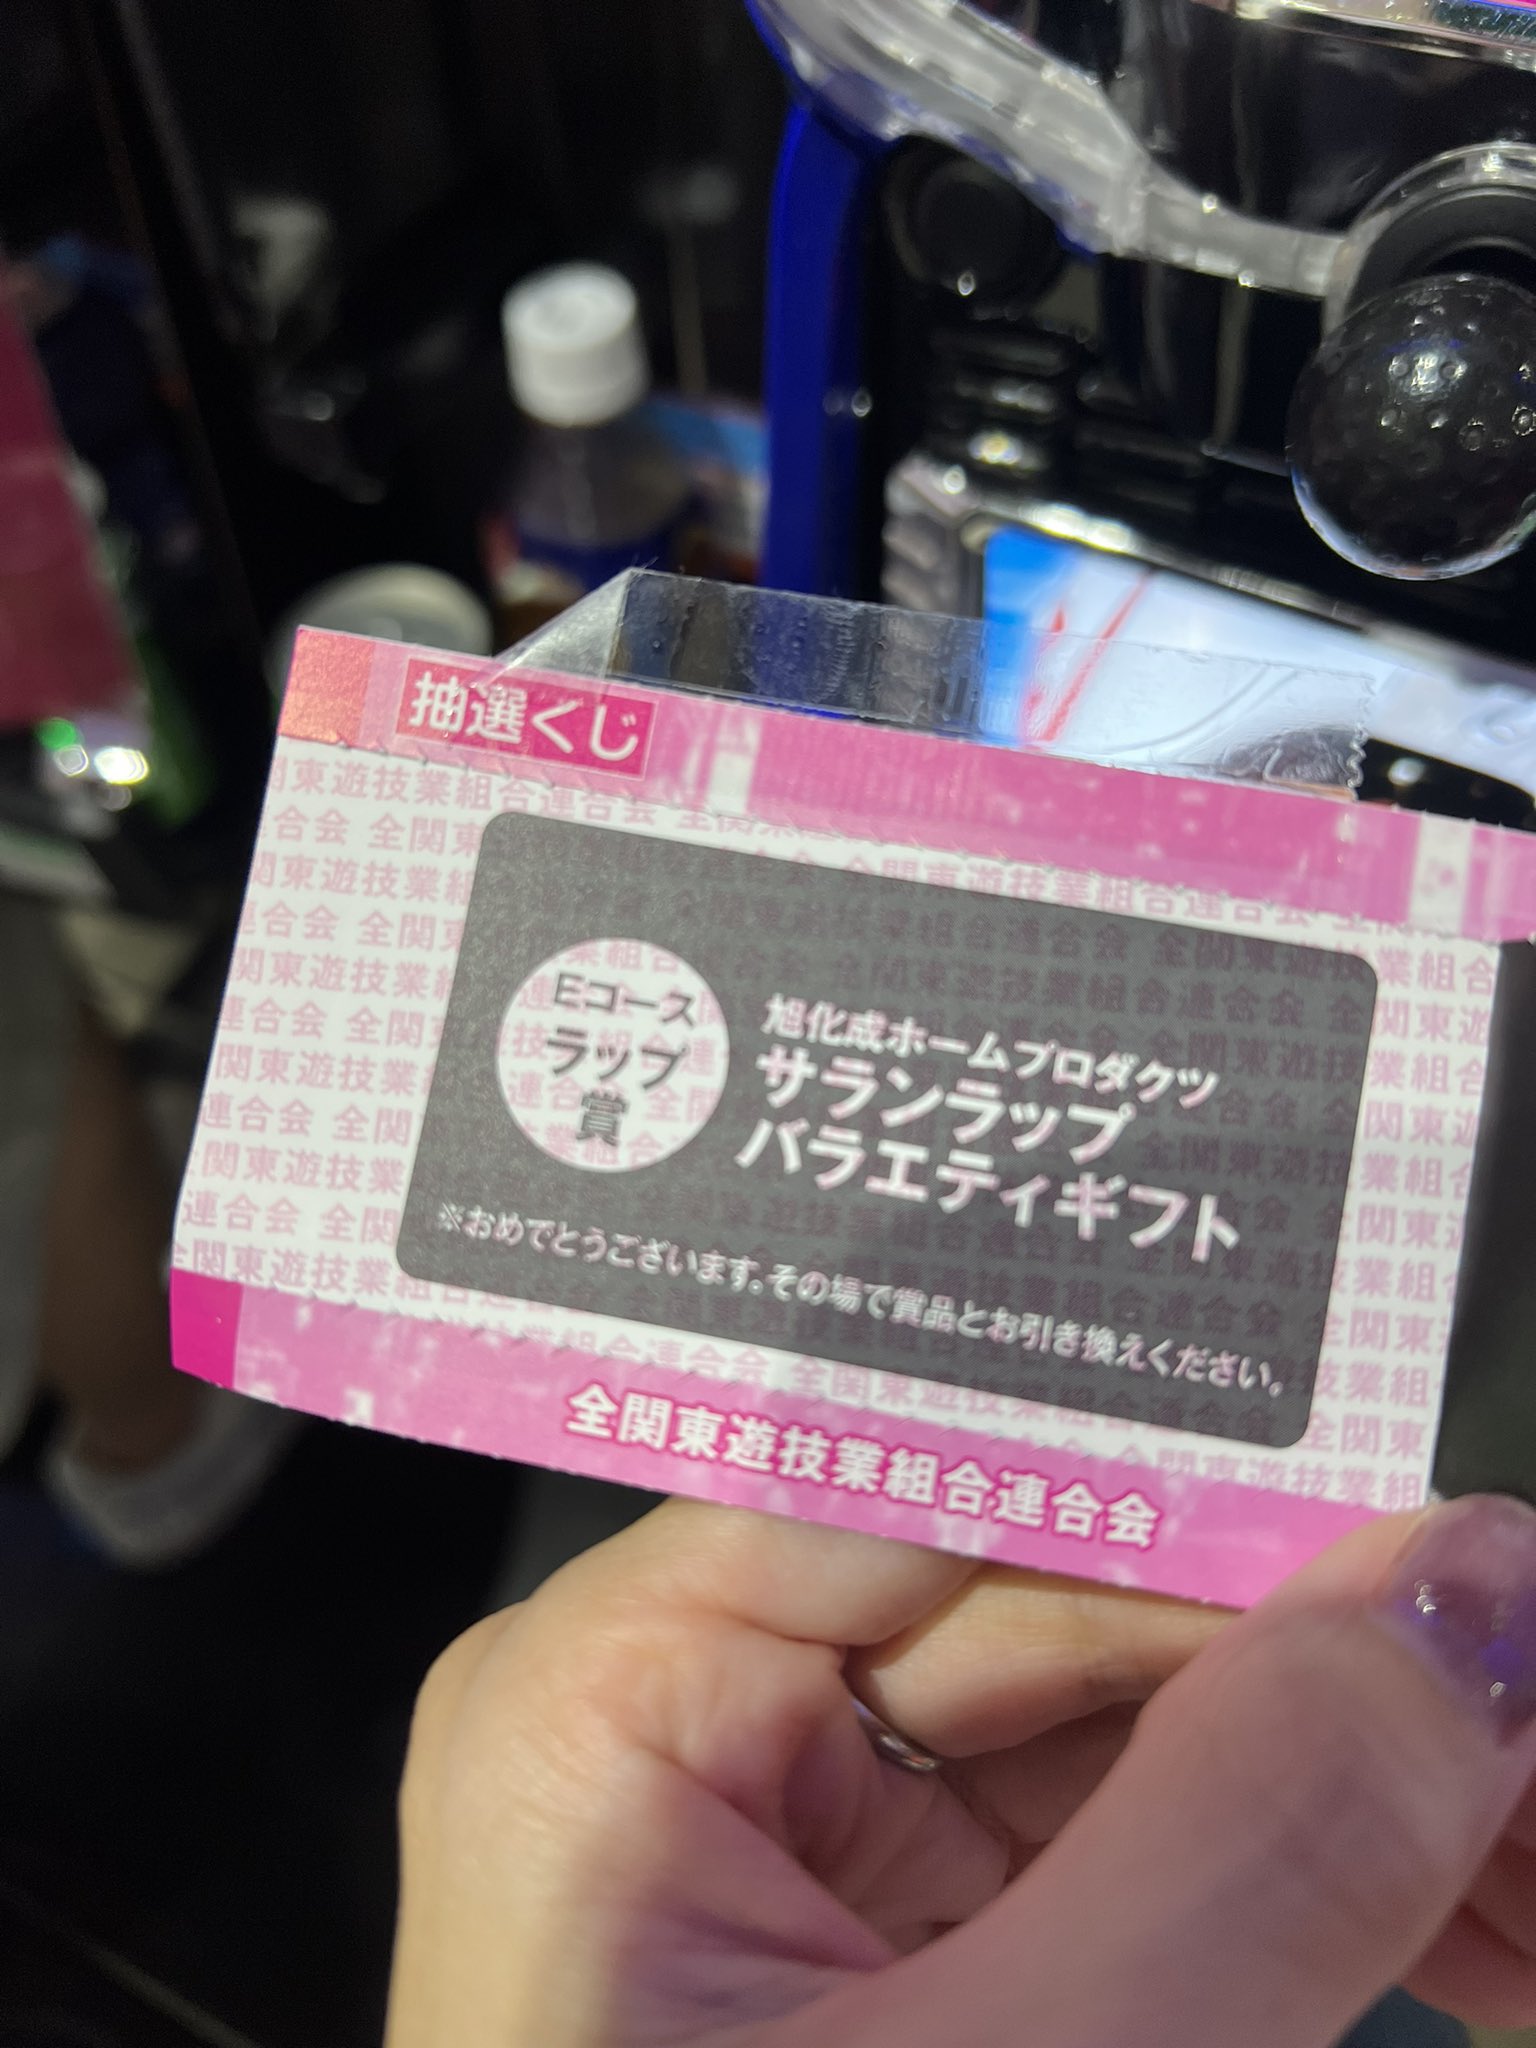 抽選くじ
Eコース
ラップ
賞
旭化成ホームプロダクツ
サランラップ
バラエティギフト
※おめでとうございます。その場で賞品とお引き換えください。
全関東遊技業組合連合会